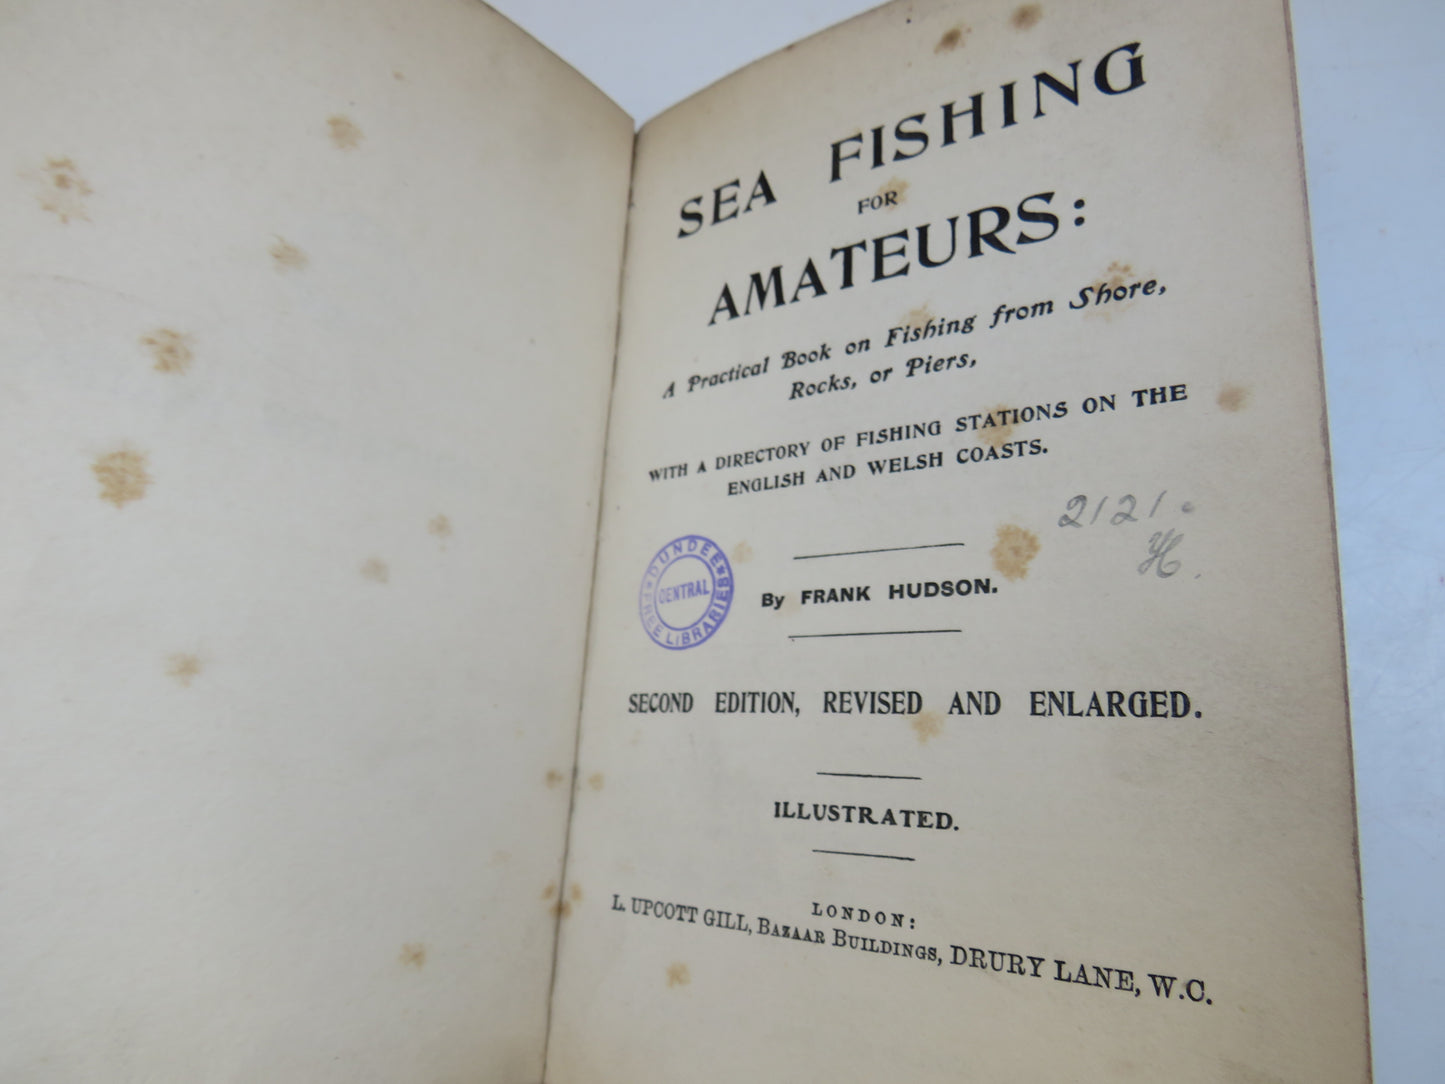 SEA FISHING
FOR
AMATEURS:
A Practical Book on Fishing from Shore,
Rocks, or Piers,
WITH A DIRECTORY OF FISHING STATIONS ON THE
ENGLISH AND WELSH COASTS.
2121.
H.
DUNDEE
CENTRAL
FREE LIBRARIES
By FRANK HUDSON.
SECOND EDITION, REVISED AND ENLARGED.
ILLUSTRATED.
LONDON:
L. UPCOTT GILL, BAZAAR BUILDINGS, DRURY LANE, W.C.